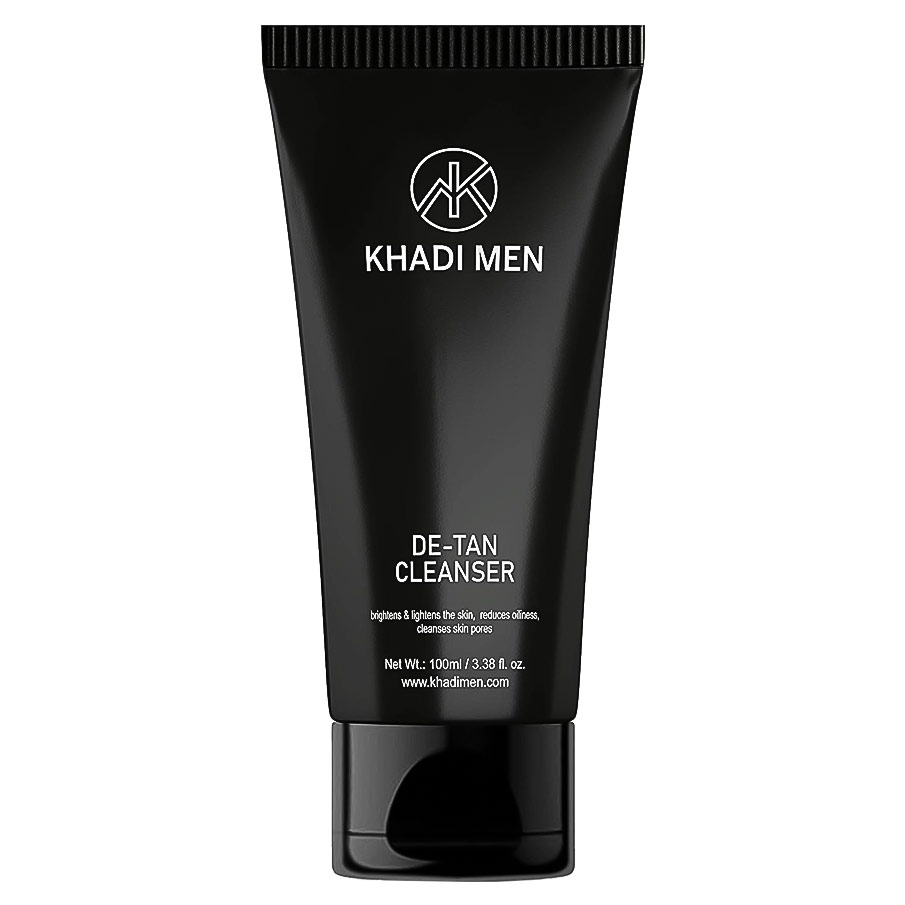 KHADI MEN
DE-TAN
CLEANSER
brightens & lightens the skin, reduces oiliness,
cleanses skin pores
Net Wt.: 100ml / 3.38 fl. oz.
www.khadimen.com